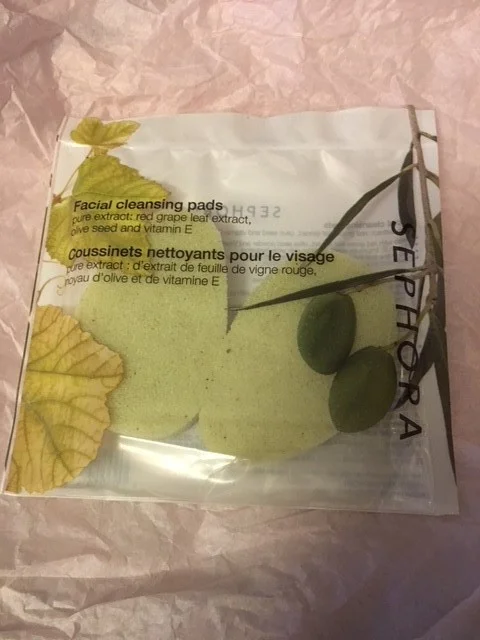 Facial cleansing pads
pure extract: red grape leaf extract,
olive seed and vitamin E
Coussinets nettoyants pour le visage
pure extract : d'extrait de feuille de vigne rouge,
noyau d'olive et de vitamine E
SEPHORA